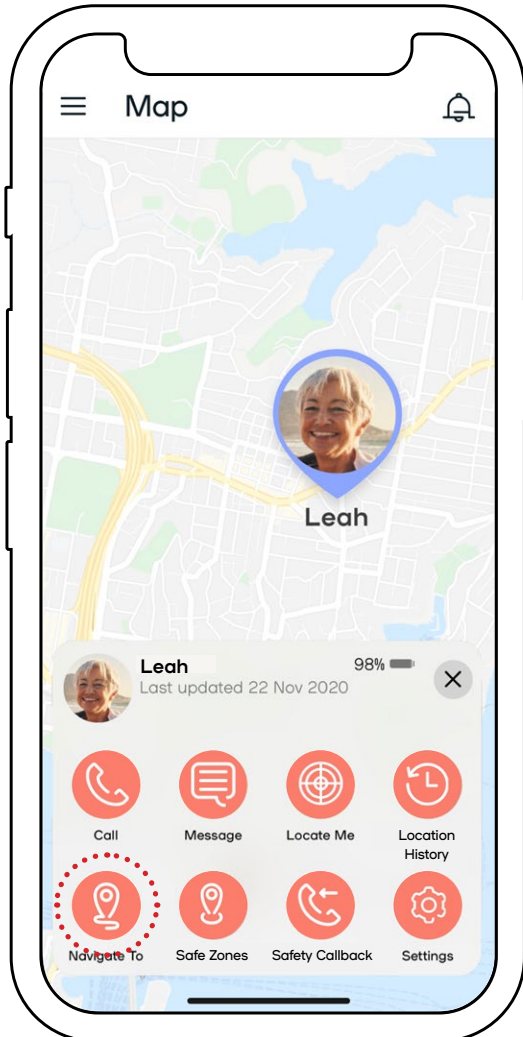 Map
Leah
Leah
98%
Last updated 22 Nov 2020
Call
Message
Locate Me
Location
History
Navigate To
Safe Zones
Safety Callback
Settings